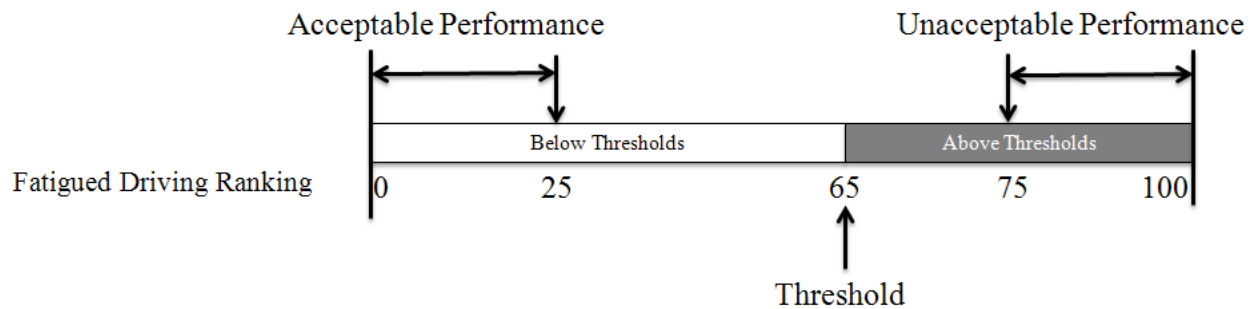 Acceptable Performance
Unacceptable Performance
Below Thresholds
Above Thresholds
Fatigued Driving Ranking
0 25 65 75 100
Threshold